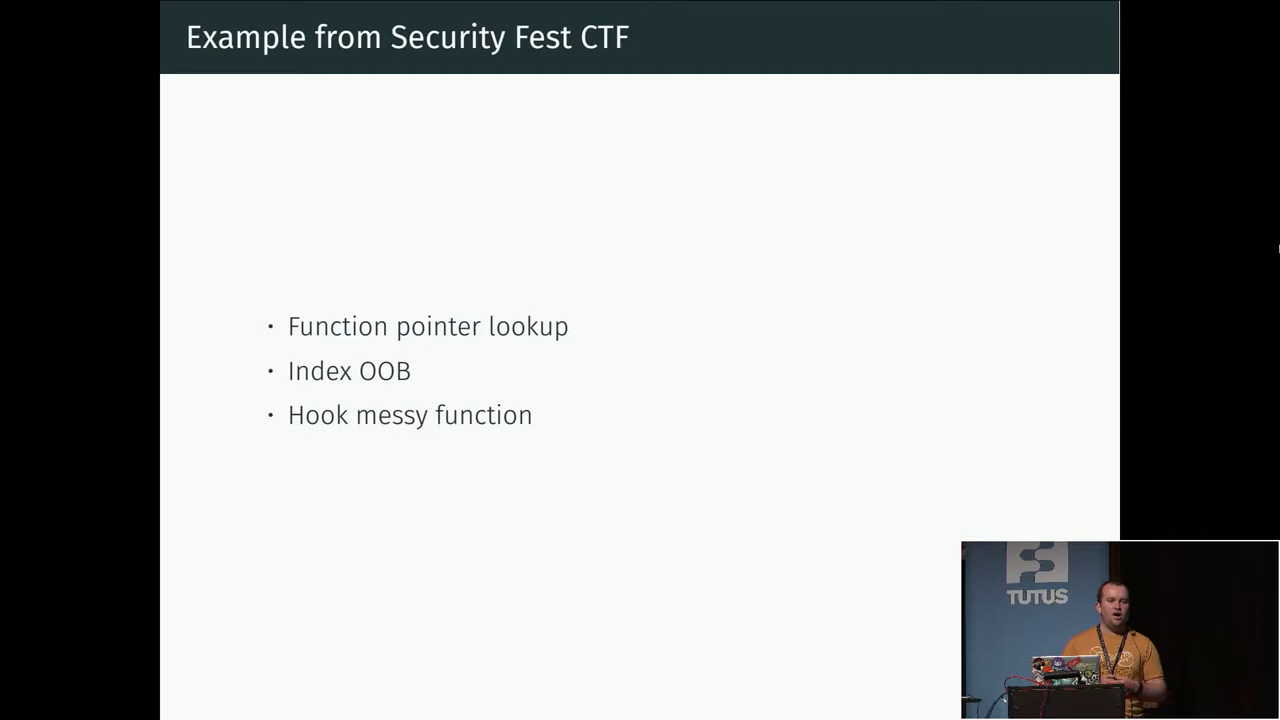 Example from Security Fest CTF
• Function pointer lookup
• Index OOB
• Hook messy function
TUTUS